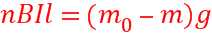 nBIl = (m₀ – m)g